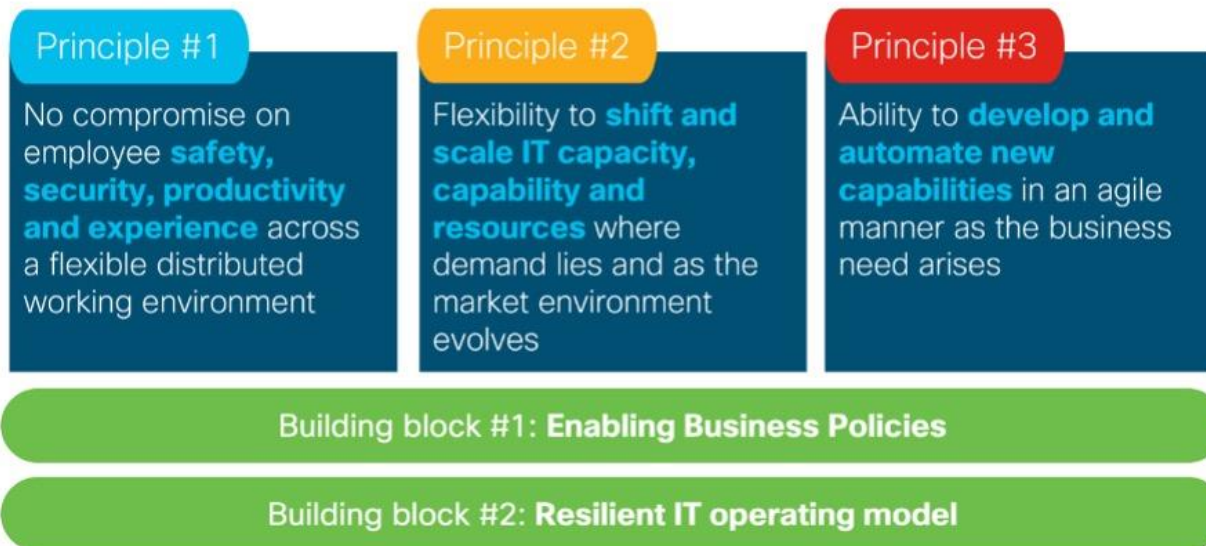 Principle #1
No compromise on
employee safety,
security, productivity
and experience across
a flexible distributed
working environment
Principle #2
Flexibility to shift and
scale IT capacity,
capability and
resources where
demand lies and as the
market environment
evolves
Principle #3
Ability to develop and
automate new
capabilities in an agile
manner as the business
need arises
Building block #1: Enabling Business Policies
Building block #2: Resilient IT operating model